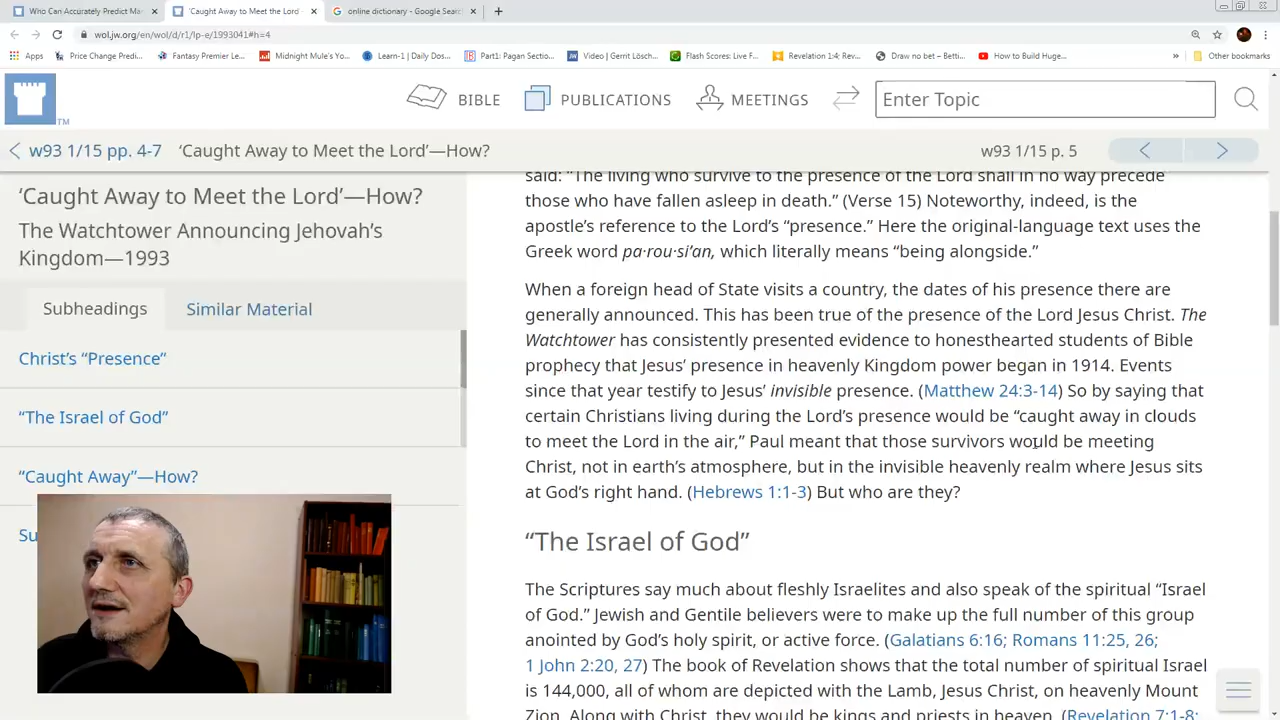 Who Can Accurately Predict Ma
'Caught Away to Meet the Lord'
online dictionary - Google Searc
wol.jw.org/en/wol/d/r1/lp-e/1993041#h=4
Apps
Price Change Predi...
Fantasy Premier Le...
Midnight Mule's Yo...
Learn-1 | Daily Dos...
Part1: Pagan Sectio...
Video | Gerrit Lösch...
Flash Scores: Live F...
Revelation 1:4; Rev...
Draw no bet – Betti...
How to Build Huge...
»
Other bookmarks
TM
BIBLE
PUBLICATIONS
MEETINGS
Enter Topic
w93 1/15 pp. 4-7
‘Caught Away to Meet the Lord’—How?
w93 1/15 p. 5
‘Caught Away to Meet the Lord’—How?
The Watchtower Announcing Jehovah’s
Kingdom—1993
Subheadings
Similar Material
Christ’s “Presence”
“The Israel of God”
“Caught Away”—How?
Su
said: “The living who survive to the presence of the Lord shall in no way precede
those who have fallen asleep in death.” (Verse 15) Noteworthy, indeed, is the
apostle’s reference to the Lord’s “presence.” Here the original-language text uses the
Greek word pa·rou·si′an, which literally means “being alongside.”
When a foreign head of State visits a country, the dates of his presence there are
generally announced. This has been true of the presence of the Lord Jesus Christ. The
Watchtower has consistently presented evidence to honesthearted students of Bible
prophecy that Jesus’ presence in heavenly Kingdom power began in 1914. Events
since that year testify to Jesus’ invisible presence. (Matthew 24:3-14) So by saying that
certain Christians living during the Lord’s presence would be “caught away in clouds
to meet the Lord in the air,” Paul meant that those survivors would be meeting
Christ, not in earth’s atmosphere, but in the invisible heavenly realm where Jesus sits
at God’s right hand. (Hebrews 1:1-3) But who are they?
“The Israel of God”
The Scriptures say much about fleshly Israelites and also speak of the spiritual “Israel
of God.” Jewish and Gentile believers were to make up the full number of this group
anointed by God’s holy spirit, or active force. (Galatians 6:16; Romans 11:25, 26;
1 John 2:20, 27) The book of Revelation shows that the total number of spiritual Israel
is 144,000, all of whom are depicted with the Lamb, Jesus Christ, on heavenly Mount
Zion. Along with Christ, they would be kings and priests in heaven. (Revelation 7:1-8;